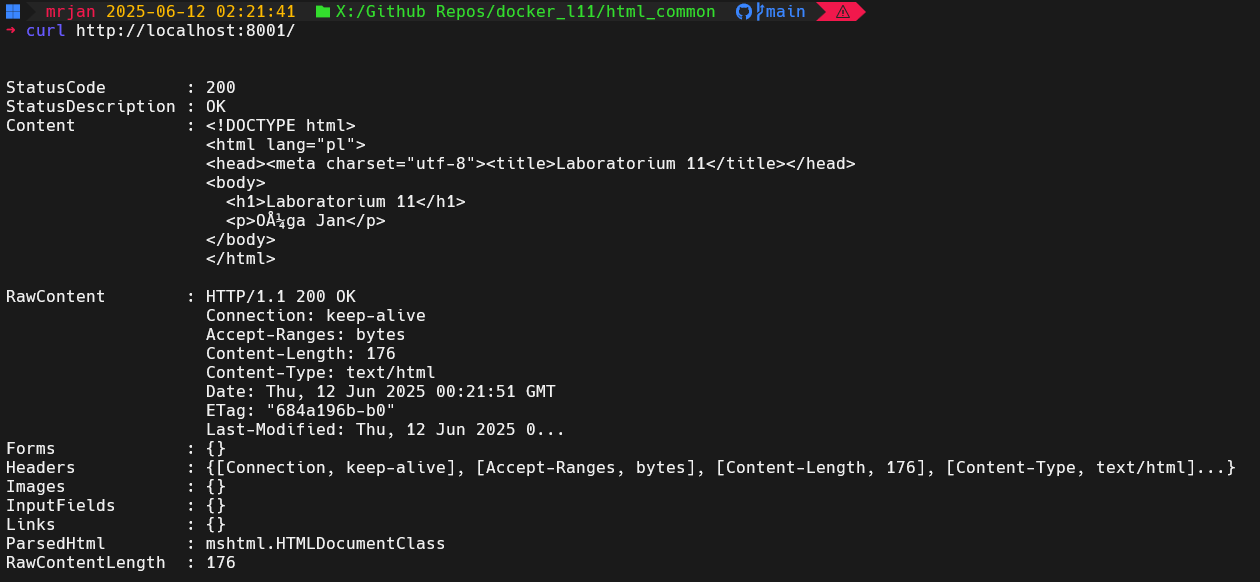 mrjan 2025-06-12 02:21:41 X:/Github Repos/docker_l11/html_common main
→ curl http://localhost:8001/
StatusCode : 200
StatusDescription : OK
Content : <!DOCTYPE html>
<html lang="pl">
<head><meta charset="utf-8"><title>Laboratorium 11</title></head>
<body>
<h1>Laboratorium 11</h1>
<p>OÅ¼ga Jan</p>
</body>
</html>
RawContent : HTTP/1.1 200 OK
Connection: keep-alive
Accept-Ranges: bytes
Content-Length: 176
Content-Type: text/html
Date: Thu, 12 Jun 2025 00:21:51 GMT
ETag: "684a196b-b0"
Last-Modified: Thu, 12 Jun 2025 0...
Forms : {}
Headers : {[Connection, keep-alive], [Accept-Ranges, bytes], [Content-Length, 176], [Content-Type, text/html]...}
Images : {}
InputFields : {}
Links : {}
ParsedHtml : mshtml.HTMLDocumentClass
RawContentLength : 176